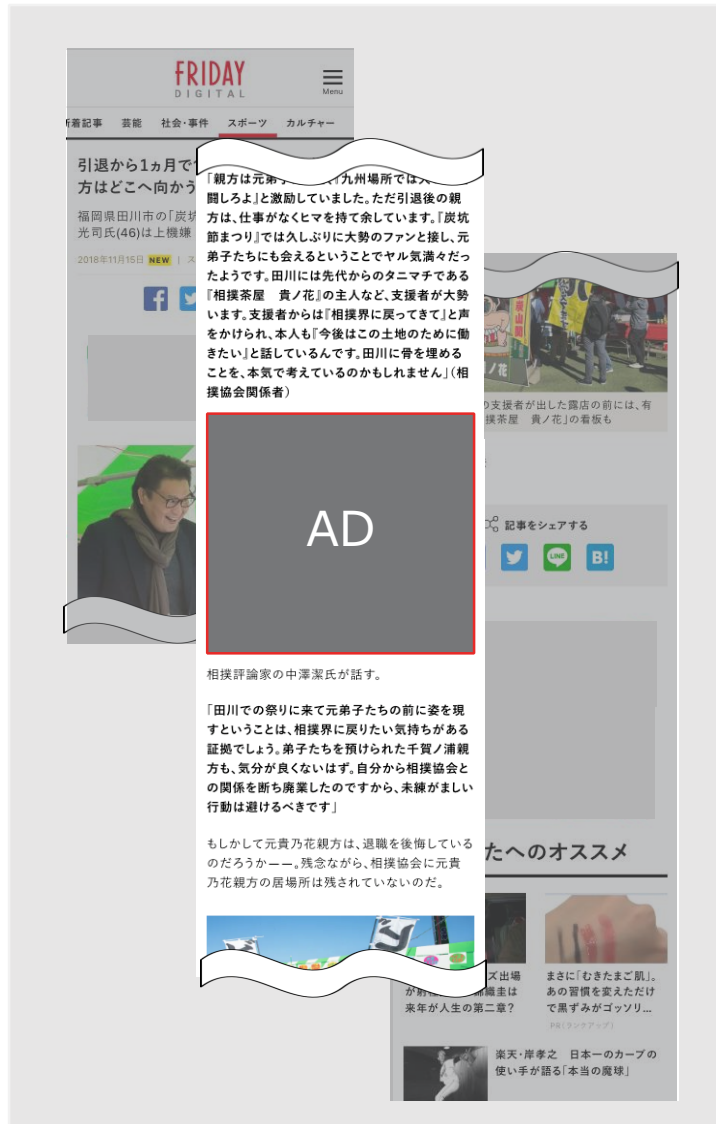 FRIDAY
DIGITAL
Menu
着記事 芸能 社会・事件 スポーツ カルチャー
引退から1ヵ月で
方はどこへ向かう
福岡県田川市の「炭坑
光司氏(46)は上機嫌
2018年11月15日 NEW | ス
「親方は元弟子
『九州場所では
闘しろよ』と激励していました。ただ引退後の親
方は、仕事がなくヒマを持て余しています。『炭坑
節まつり』では久しぶりに大勢のファンと接し、元
弟子たちにも会えるということでヤル気満々だっ
たようです。田川には先代からのタニマチである
『相撲茶屋 貴ノ花』の主人など、支援者が大勢
います。支援者からは『相撲界に戻ってきて』と声
をかけられ、本人も『今後はこの土地のために働
きたい』と話しているんです。田川に骨を埋める
ことを、本気で考えているのかもしれません」(相
撲協会関係者)
AD
相撲評論家の中澤潔氏が話す。
「田川での祭りに来て元弟子たちの前に姿を現
すということは、相撲界に戻りたい気持ちがある
証拠でしょう。弟子たちを預けられた千賀ノ浦親
方も、気分が良くないはず。自分から相撲協会と
の関係を断ち廃業したのですから、未練がましい
行動は避けるべきです」
もしかして元貴乃花親方は、退職を後悔している
のだろうかーー。残念ながら、相撲協会に元貴
乃花親方の居場所は残されていないのだ。
の支援者が出した露店の前には、有
撲茶屋 貴ノ花」の看板も
記事をシェアする
LINE
B!
たへのオススメ
ズ出場
織圭は
来年が人生の第二章?
まさに「むきたまご肌」。
あの習慣を変えただけ
で黒ずみがゴッソリ...
PR(ランクアップ)
楽天・岸孝之 日本一のカーブの
使い手が語る「本当の魔球」